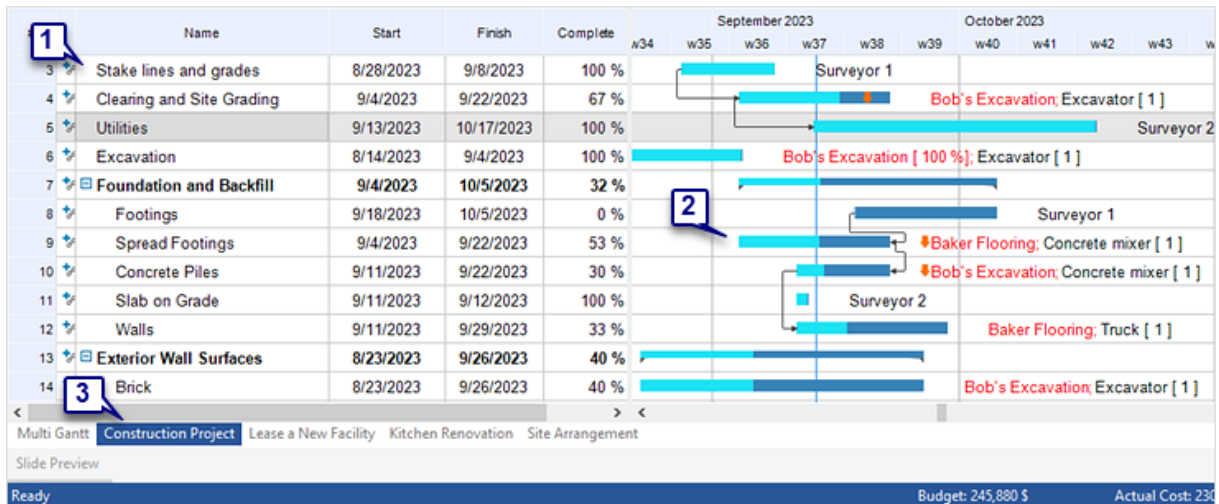 September 2023 October 2023
1 Name Start Finish Complete w34 w35 w36 w37 w38 w39 w40 w41 w42 w43 w
3 Stake lines and grades 8/28/2023 9/8/2023 100 % Surveyor 1
4 Clearing and Site Grading 9/4/2023 9/22/2023 67 % Bob's Excavation; Excavator [ 1 ]
5 Utilities 9/13/2023 10/17/2023 100 % Surveyor 2
6 Excavation 8/14/2023 9/4/2023 100 % Bob's Excavation [ 100 %]; Excavator [ 1 ]
7 Foundation and Backfill 9/4/2023 10/5/2023 32 %
8 Footings 9/18/2023 10/5/2023 0 % 2 Surveyor 1
9 Spread Footings 9/4/2023 9/22/2023 53 % Baker Flooring; Concrete mixer [ 1 ]
10 Concrete Piles 9/11/2023 9/22/2023 30 % Bob's Excavation; Concrete mixer [ 1 ]
11 Slab on Grade 9/11/2023 9/12/2023 100 % Surveyor 2
12 Walls 9/11/2023 9/29/2023 33 % Baker Flooring; Truck [ 1 ]
13 Exterior Wall Surfaces 8/23/2023 9/26/2023 40 %
14 3 Brick 8/23/2023 9/26/2023 40 % Bob's Excavation; Excavator [ 1 ]
Multi Gantt Construction Project Lease a New Facility Kitchen Renovation Site Arrangement
Slide Preview
Ready Budget: 245,880 $ Actual Cost: 230